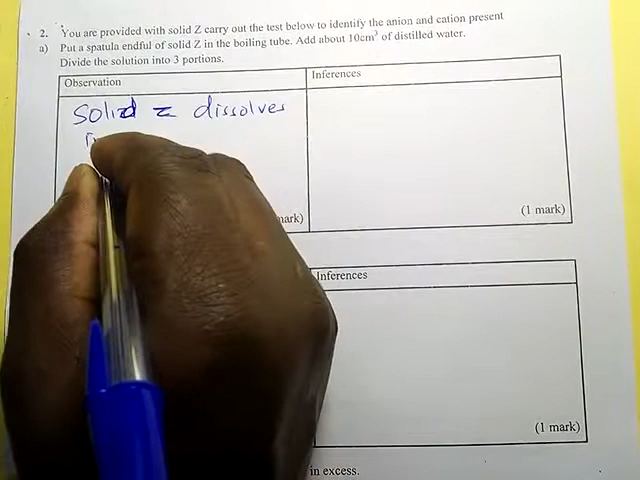 2. You are provided with solid Z carry out the test below to identify the anion and cation present
a) Put a spatula endful of solid Z in the boiling tube. Add about 10cm³ of distilled water.
Divide the solution into 3 portions.
Observation
Inferences
Solid Z dissolves
mark)
(1 mark)
Inferences
(1 mark)
in excess.